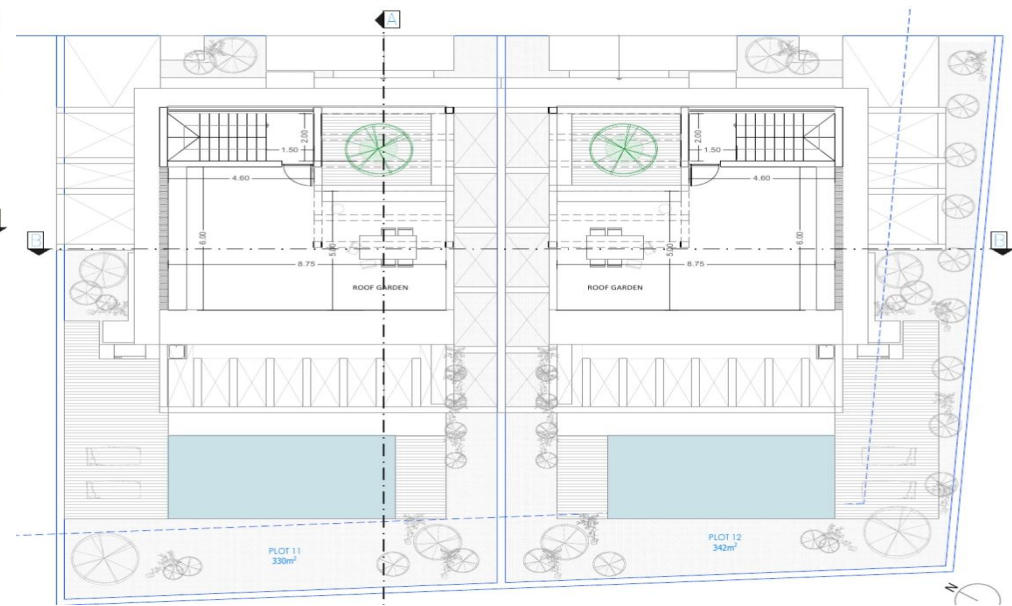 A
2.00
1.50
4.60
6.00
5.00
8.75
ROOF GARDEN
2.00
1.50
4.60
6.00
5.00
8.75
ROOF GARDEN
B
B
PLOT 11
330m²
PLOT 12
342m²
N